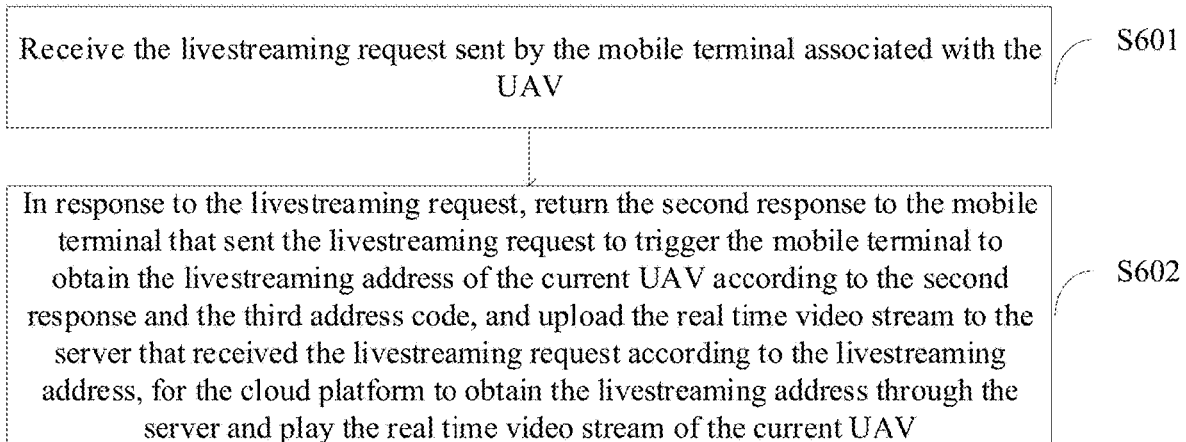 Receive the livestreaming request sent by the mobile terminal associated with the
UAV
S601
In response to the livestreaming request, return the second response to the mobile
terminal that sent the livestreaming request to trigger the mobile terminal to
obtain the livestreaming address of the current UAV according to the second
response and the third address code, and upload the real time video stream to the
server that received the livestreaming request according to the livestreaming
address, for the cloud platform to obtain the livestreaming address through the
server and play the real time video stream of the current UAV
S602